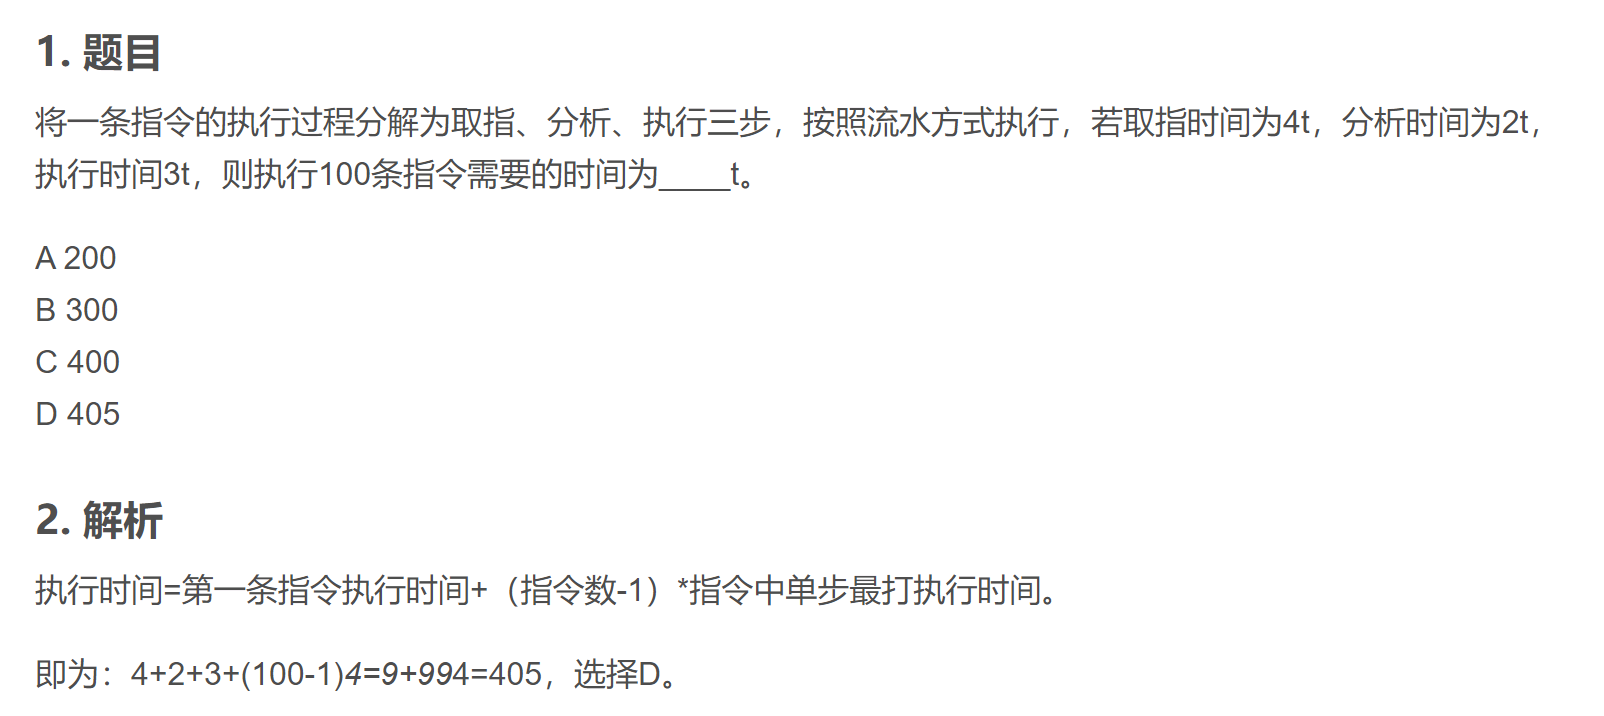 1. 题目
将一条指令的执行过程分解为取指、分析、执行三步，按照流水方式执行，若取指时间为4t，分析时间为2t，
执行时间3t，则执行100条指令需要的时间为_____t。
A 200
B 300
C 400
D 405
2. 解析
执行时间=第一条指令执行时间+（指令数-1）*指令中单步最打执行时间。
即为：4+2+3+(100-1)4=9+994=405，选择D。